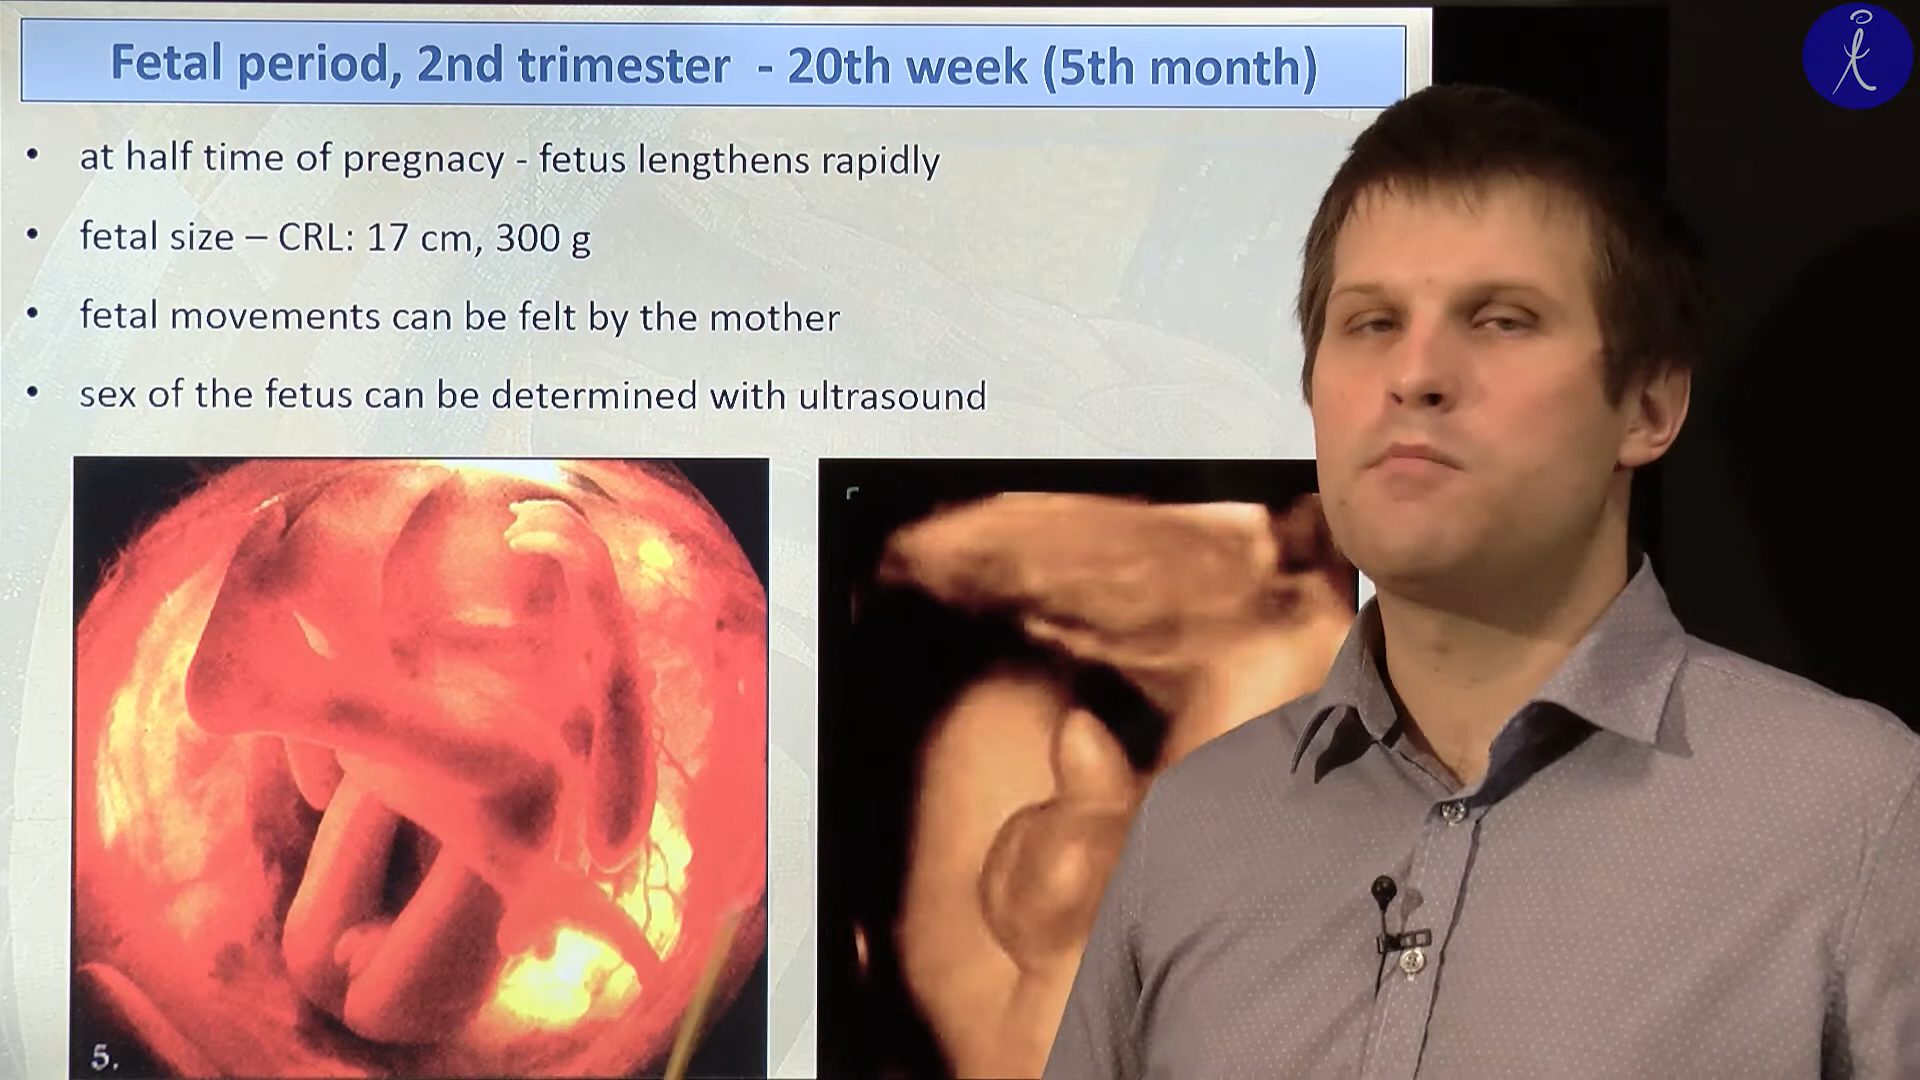 Fetal period, 2nd trimester - 20th week (5th month)
• at half time of pregnacy - fetus lengthens rapidly
• fetal size – CRL: 17 cm, 300 g
• fetal movements can be felt by the mother
• sex of the fetus can be determined with ultrasound
5.